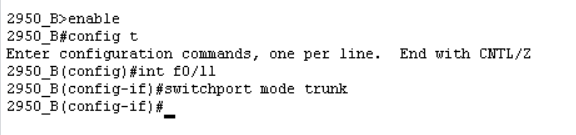 2950_B>enable
2950_B#config t
Enter configuration commands, one per line.  End with CNTL/Z
2950_B(config)#int f0/11
2950_B(config-if)#switchport mode trunk
2950_B(config-if)#